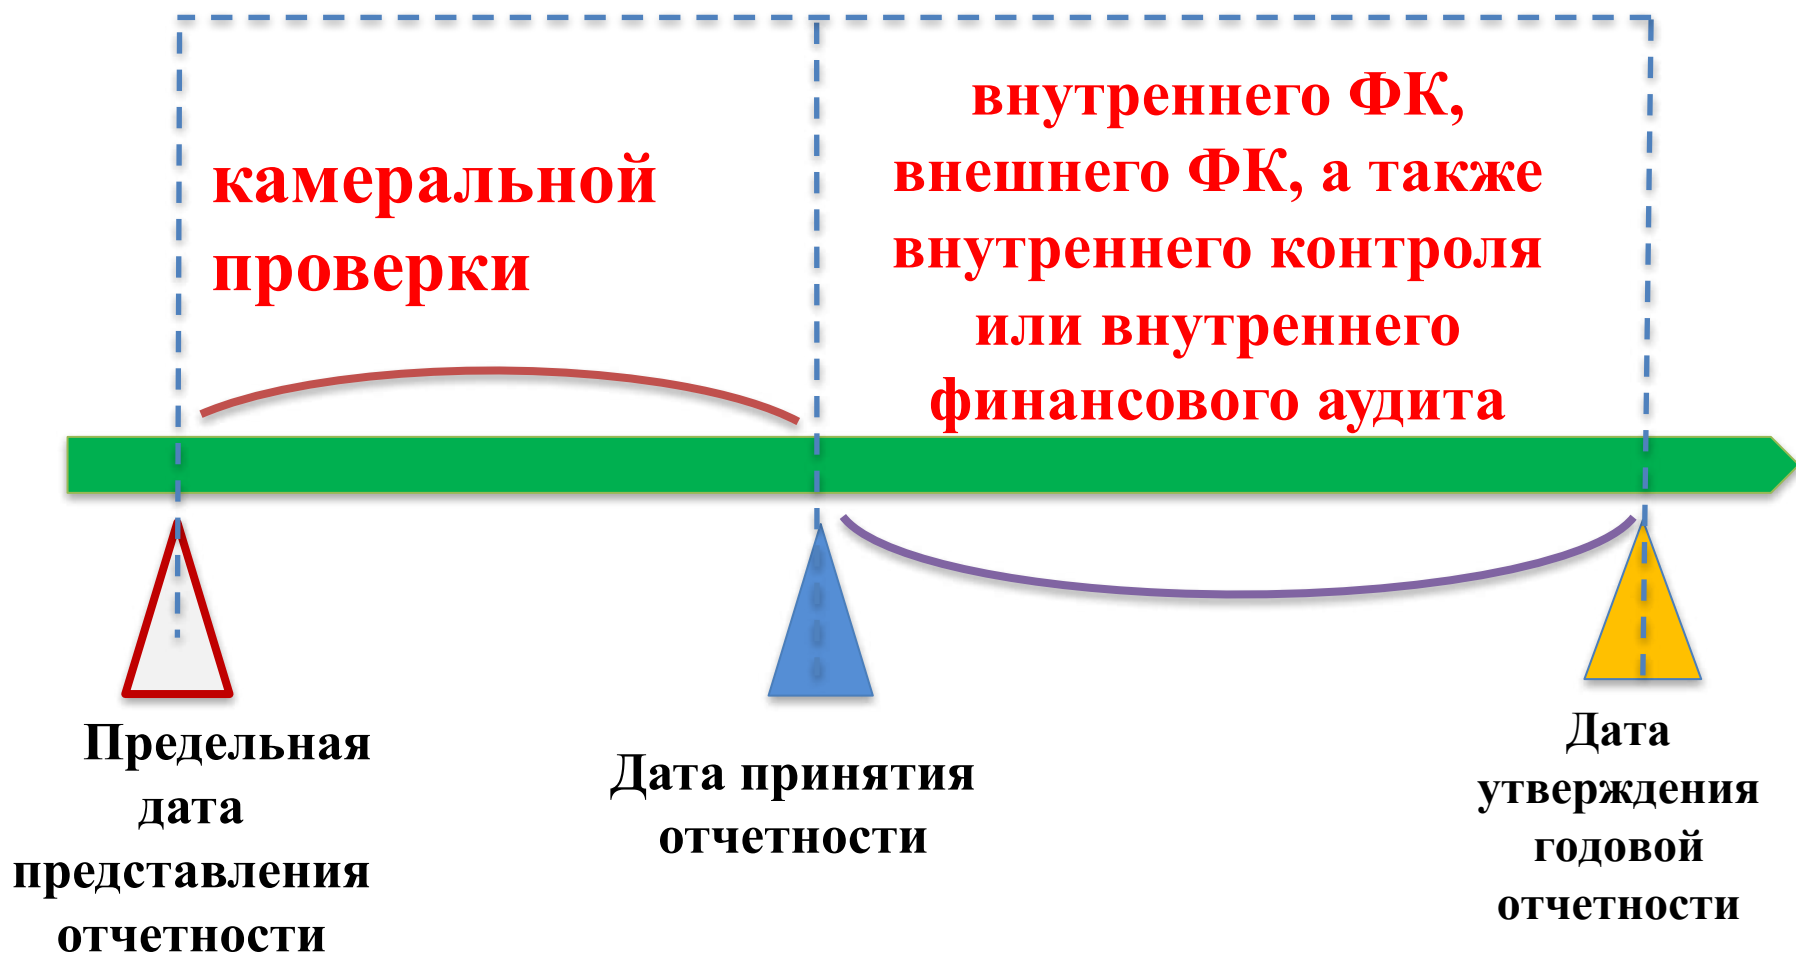 камеральной
проверки
внутреннего ФК,
внешнего ФК, а также
внутреннего контроля
или внутреннего
финансового аудита
Предельная
дата
представления
отчетности
Дата принятия
отчетности
Дата
утверждения
годовой
отчетности